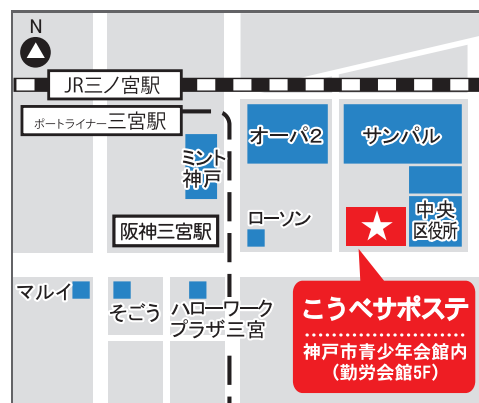 N
JR三ノ宮駅
ポートライナー三宮駅
ミント
神戸
オーパ2
サンパル
阪神三宮駅
ローソン
中央
区役所
マルイ
そごう
ハローワーク
プラザ三宮
こうべサポステ
神戸市青少年会館内
(勤労会館5F)